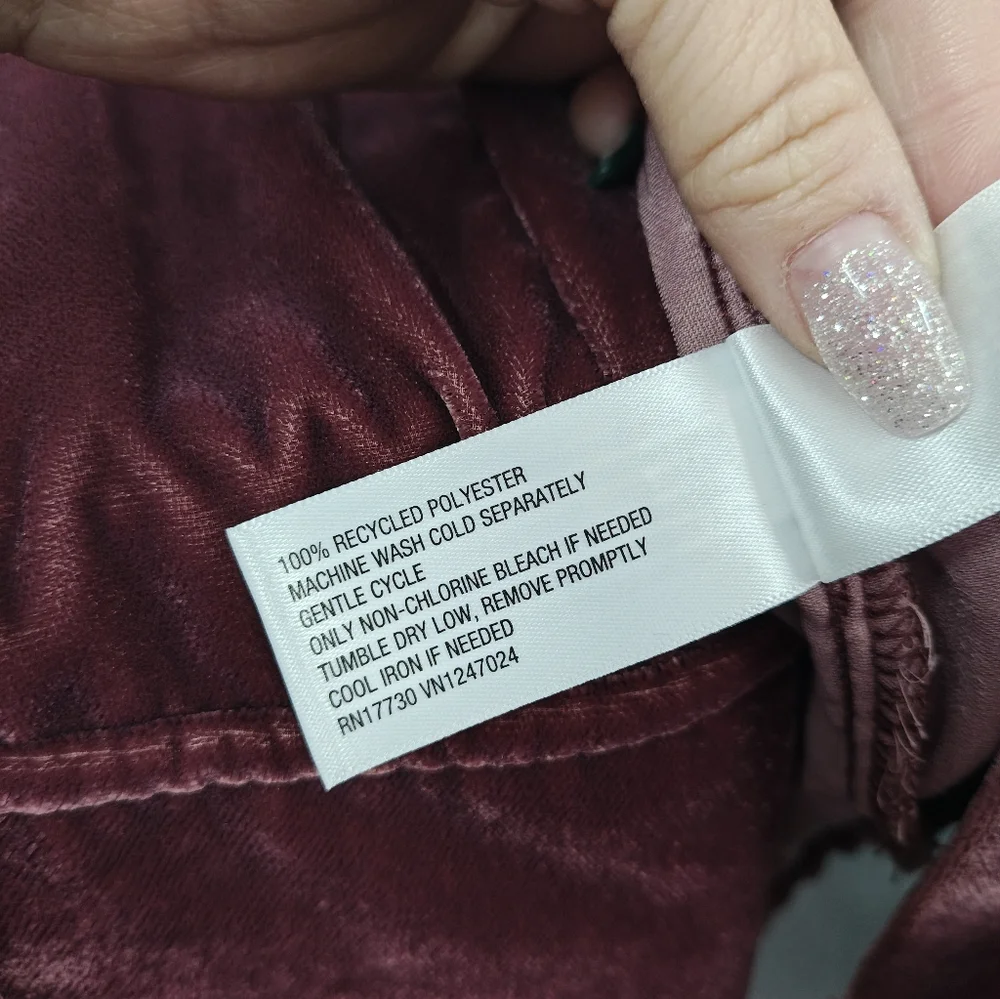 100% RECYCLED POLYESTER
MACHINE WASH COLD SEPARATELY
GENTLE CYCLE
ONLY NON-CHLORINE BLEACH IF NEEDED
TUMBLE DRY LOW, REMOVE PROMPTLY
COOL IRON IF NEEDED
RN17730 VN1247024